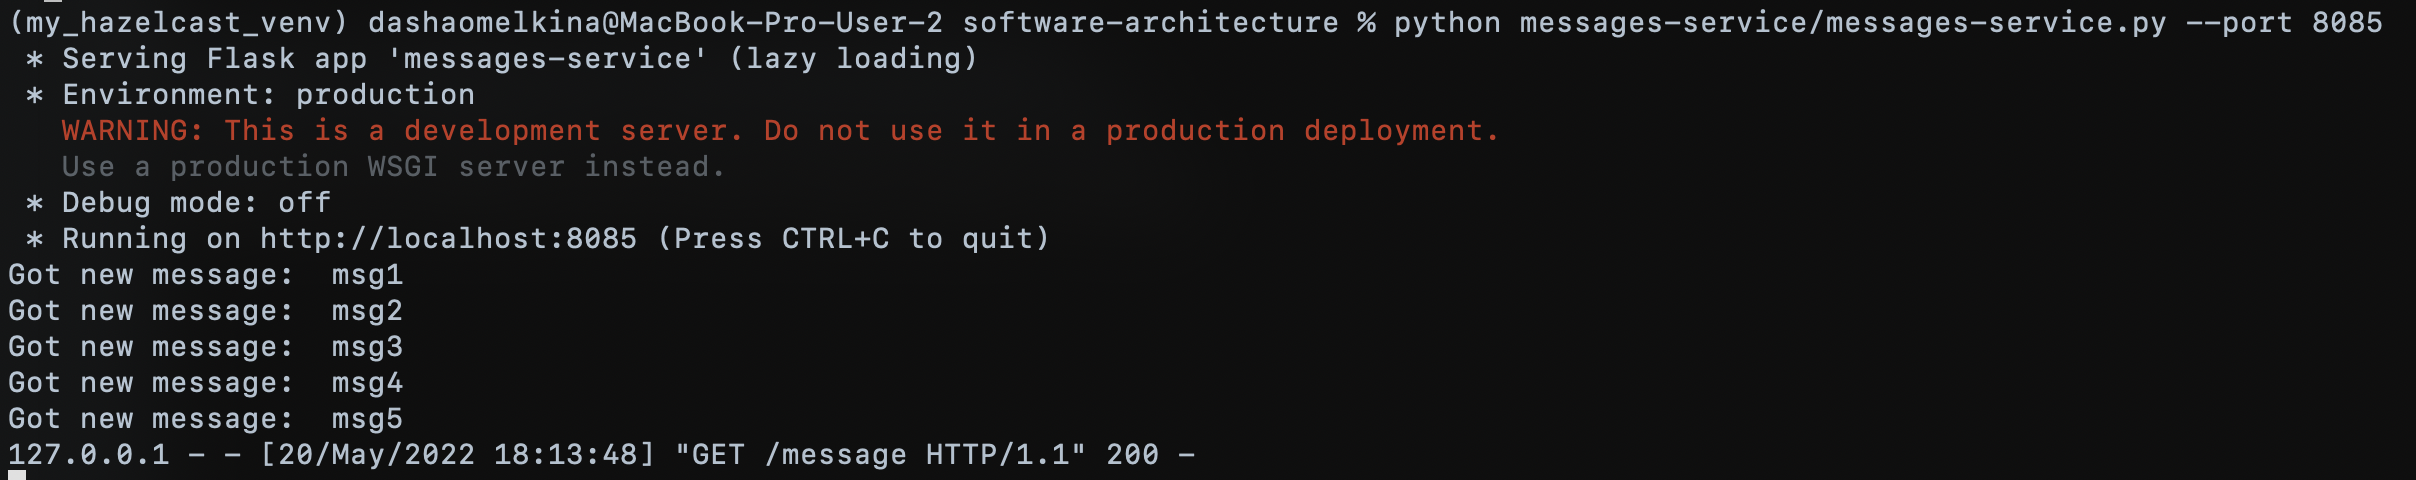 (my_hazelcast_venv) dashaomelkina@MacBook-Pro-User-2 software-architecture % python messages-service/messages-service.py --port 8085
 * Serving Flask app 'messages-service' (lazy loading)
 * Environment: production
   WARNING: This is a development server. Do not use it in a production deployment.
   Use a production WSGI server instead.
 * Debug mode: off
 * Running on http://localhost:8085 (Press CTRL+C to quit)
Got new message:  msg1
Got new message:  msg2
Got new message:  msg3
Got new message:  msg4
Got new message:  msg5
127.0.0.1 - - [20/May/2022 18:13:48] "GET /message HTTP/1.1" 200 -